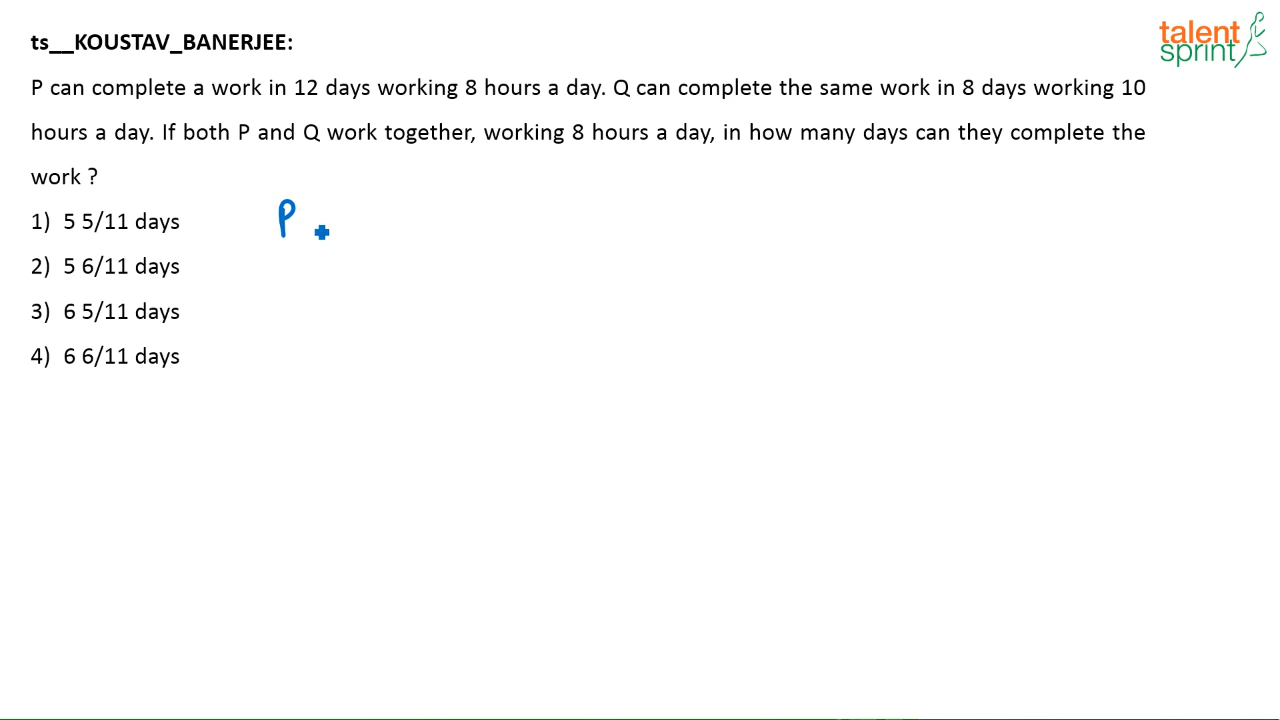 ts__KOUSTAV_BANERJEE:
talent
sprint
P can complete a work in 12 days working 8 hours a day. Q can complete the same work in 8 days working 10
hours a day. If both P and Q work together, working 8 hours a day, in how many days can they complete the
work ?
1) 5 5/11 days
P
2) 5 6/11 days
3) 6 5/11 days
4) 6 6/11 days